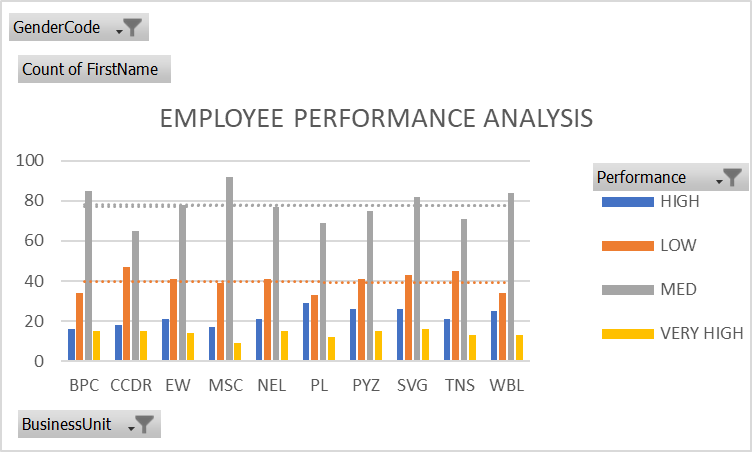 GenderCode
Count of FirstName
EMPLOYEE PERFORMANCE ANALYSIS
100
80
60
40
20
0
BPC CCDR EW MSC NEL PL PYZ SVG TNS WBL
Performance
HIGH
LOW
MED
VERY HIGH
BusinessUnit